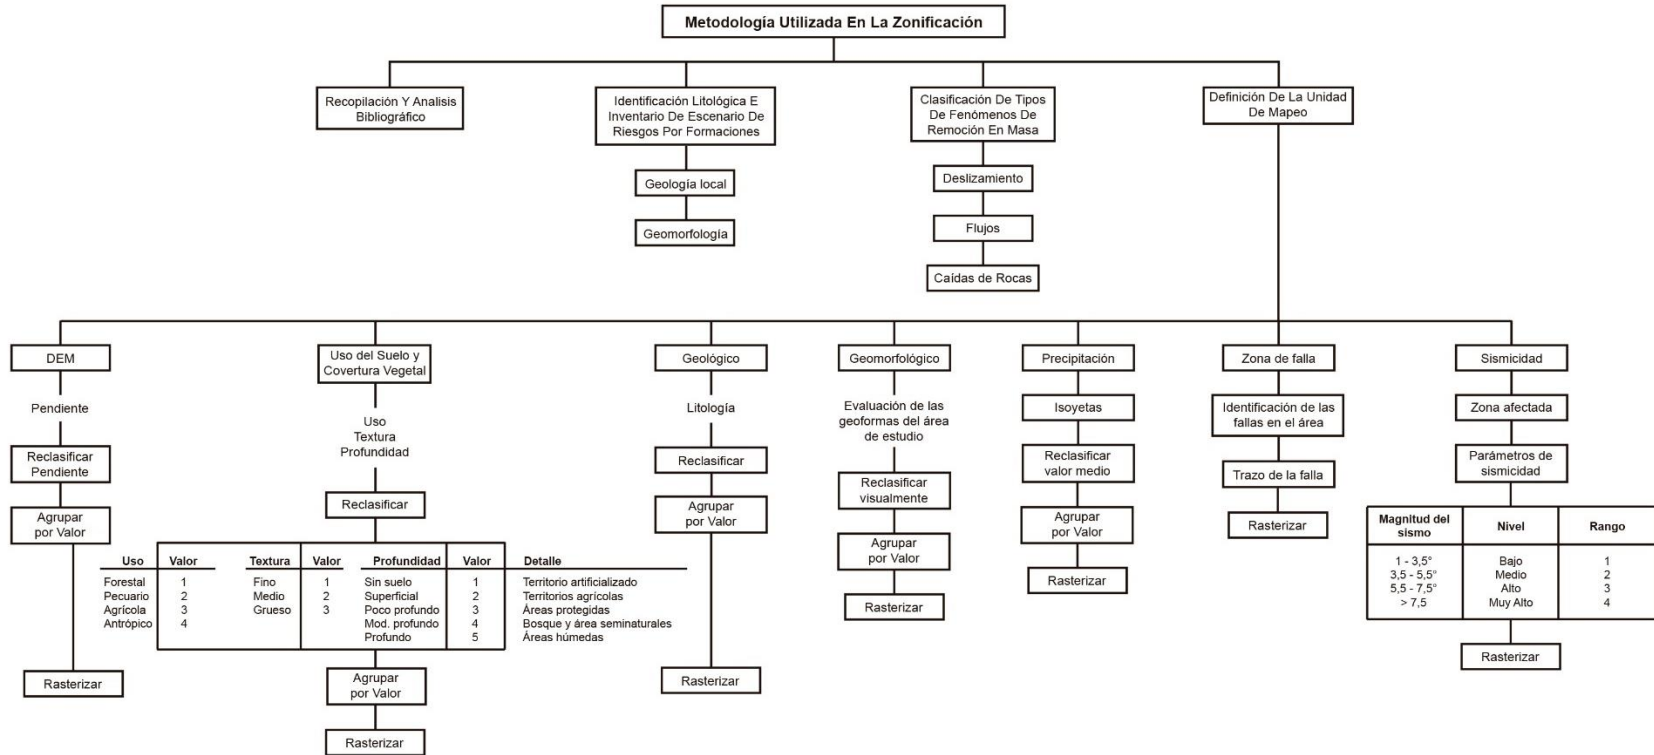 Metodología Utilizada En La Zonificación
Recopilación Y Analisis
Bibliográfico
Identificación Litológica E
Inventario De Escenario De
Riesgos Por Formaciones
Geología local
Geomorfología
Clasificación De Tipos
De Fenómenos De
Remoción En Masa
Deslizamiento
Flujos
Caídas de Rocas
Definición De La Unidad
De Mapeo
DEM
Pendiente
Reclasificar
Pendiente
Agrupar
por Valor
Rasterizar
Uso del Suelo y
Covertura Vegetal
Uso
Textura
Profundidad
Reclasificar
Uso Valor Textura Valor Profundidad Valor Detalle
Forestal 1 Fino 1 Sin suelo 1 Territorio artificializado
Pecuario 2 Medio 2 Superficial 2 Territorios agrícolas
Agrícola 3 Grueso 3 Poco profundo 3 Áreas protegidas
Antrópico 4 Mod. profundo 4 Bosque y área seminaturales
Profundo 5 Áreas húmedas
Agrupar
por Valor
Rasterizar
Geológico
Litología
Reclasificar
Agrupar
por Valor
Rasterizar
Geomorfológico
Evaluación de las
geoformas del área
de estudio
Reclasificar
visualmente
Agrupar
por Valor
Rasterizar
Precipitación
Isoyetas
Reclasificar
valor medio
Agrupar
por Valor
Rasterizar
Zona de falla
Identificación de las
fallas en el área
Trazo de la falla
Rasterizar
Sismicidad
Zona afectada
Parámetros de
sismicidad
Magnitud del
sismo Nivel Rango
1 - 3,5° Bajo 1
3,5 - 5,5° Medio 2
5,5 - 7,5° Alto 3
> 7,5 Muy Alto 4
Rasterizar